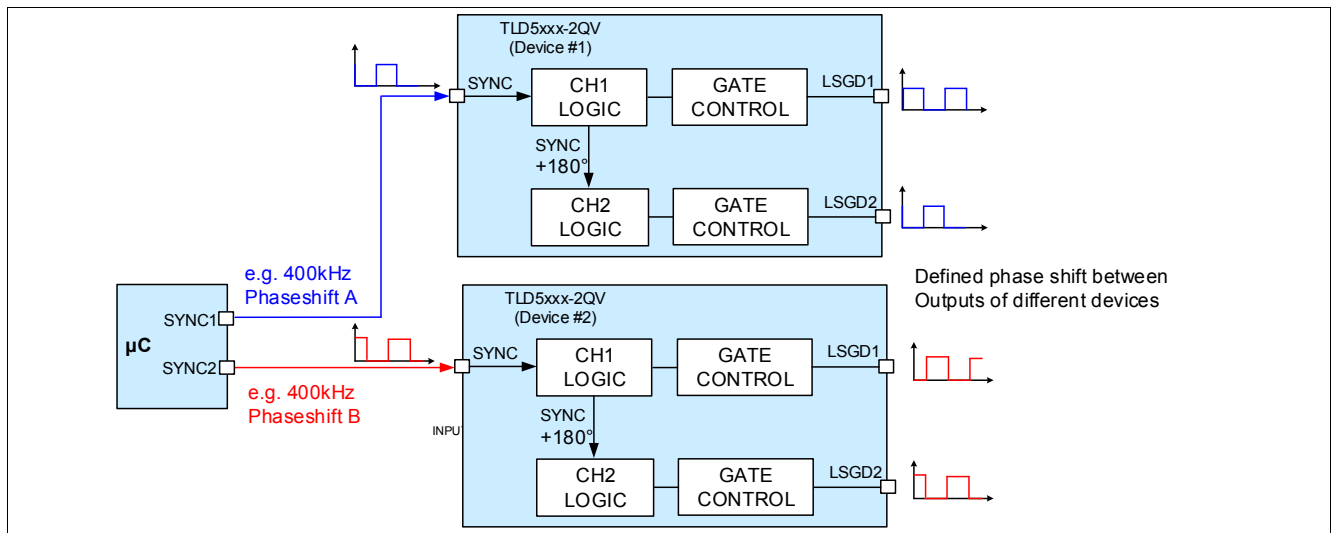 TLD5xxx-2QV
(Device #1)
SYNC
CH1
LOGIC
GATE
CONTROL
LSGD1
SYNC
+180°
CH2
LOGIC
GATE
CONTROL
LSGD2
e.g. 400kHz
Phaseshift A
Defined phase shift between
Outputs of different devices
µC
SYNC1
SYNC2
e.g. 400kHz
Phaseshift B
TLD5xxx-2QV
(Device #2)
SYNC
CH1
LOGIC
GATE
CONTROL
LSGD1
INPUT
SYNC
+180°
CH2
LOGIC
GATE
CONTROL
LSGD2